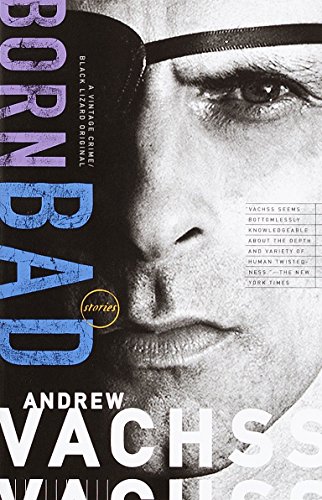 BORN BAD
A VINTAGE CRIME/
BLACK LIZARD ORIGINAL
"VACHSS SEEMS
BOTTOMLESSLY
KNOWLEDGEABLE
ABOUT THE DEPTH
AND VARIETY OF
HUMAN TWISTED-
NESS."—THE NEW
YORK TIMES
stories
ANDREW
VACHSS
VACHSS